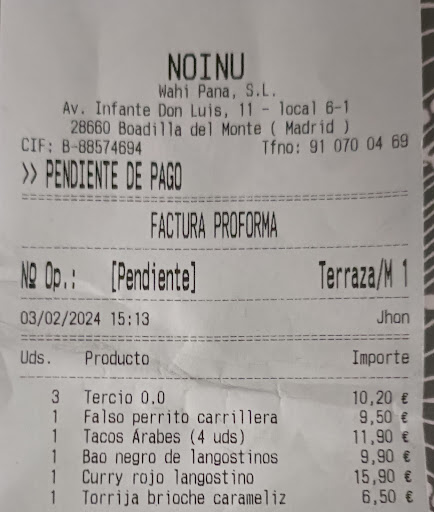 NOINU
Wahi Pana, S.L.
Av. Infante Don Luis, 11 - local 6-1
28660 Boadilla del Monte ( Madrid )
CIF: B-88574694 Tfno: 91 070 04 69
>> PENDIENTE DE PAGO
FACTURA PROFORMA
Nº Op.: [Pendiente] Terraza/M 1
03/02/2024 15:13 Jhon
Uds. Producto Importe
3 Tercio 0.0 10,20 €
1 Falso perrito carrillera 9,50 €
1 Tacos Arabes (4 uds) 11,90 €
1 Bao negro de langostinos 9,90 €
1 Curry rojo langostino 15,90 €
1 Torrija brioche carameliz 6,50 €